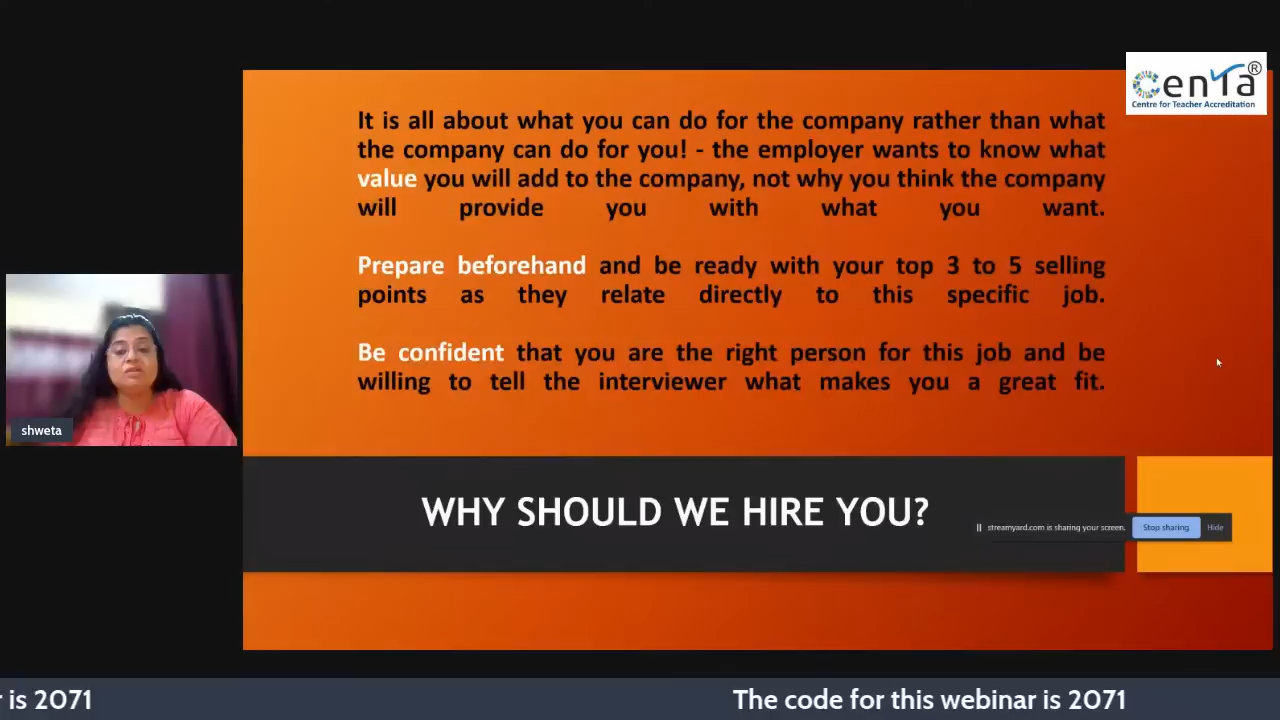 CENTA®
Centre for Teacher Accreditation
It is all about what you can do for the company rather than what
the company can do for you! - the employer wants to know what
value you will add to the company, not why you think the company
will provide you with what you want.
Prepare beforehand and be ready with your top 3 to 5 selling
points as they relate directly to this specific job.
Be confident that you are the right person for this job and be
willing to tell the interviewer what makes you a great fit.
shweta
WHY SHOULD WE HIRE YOU?
streamyard.com is sharing your screen. Stop sharing Hide
r is 2071 The code for this webinar is 2071